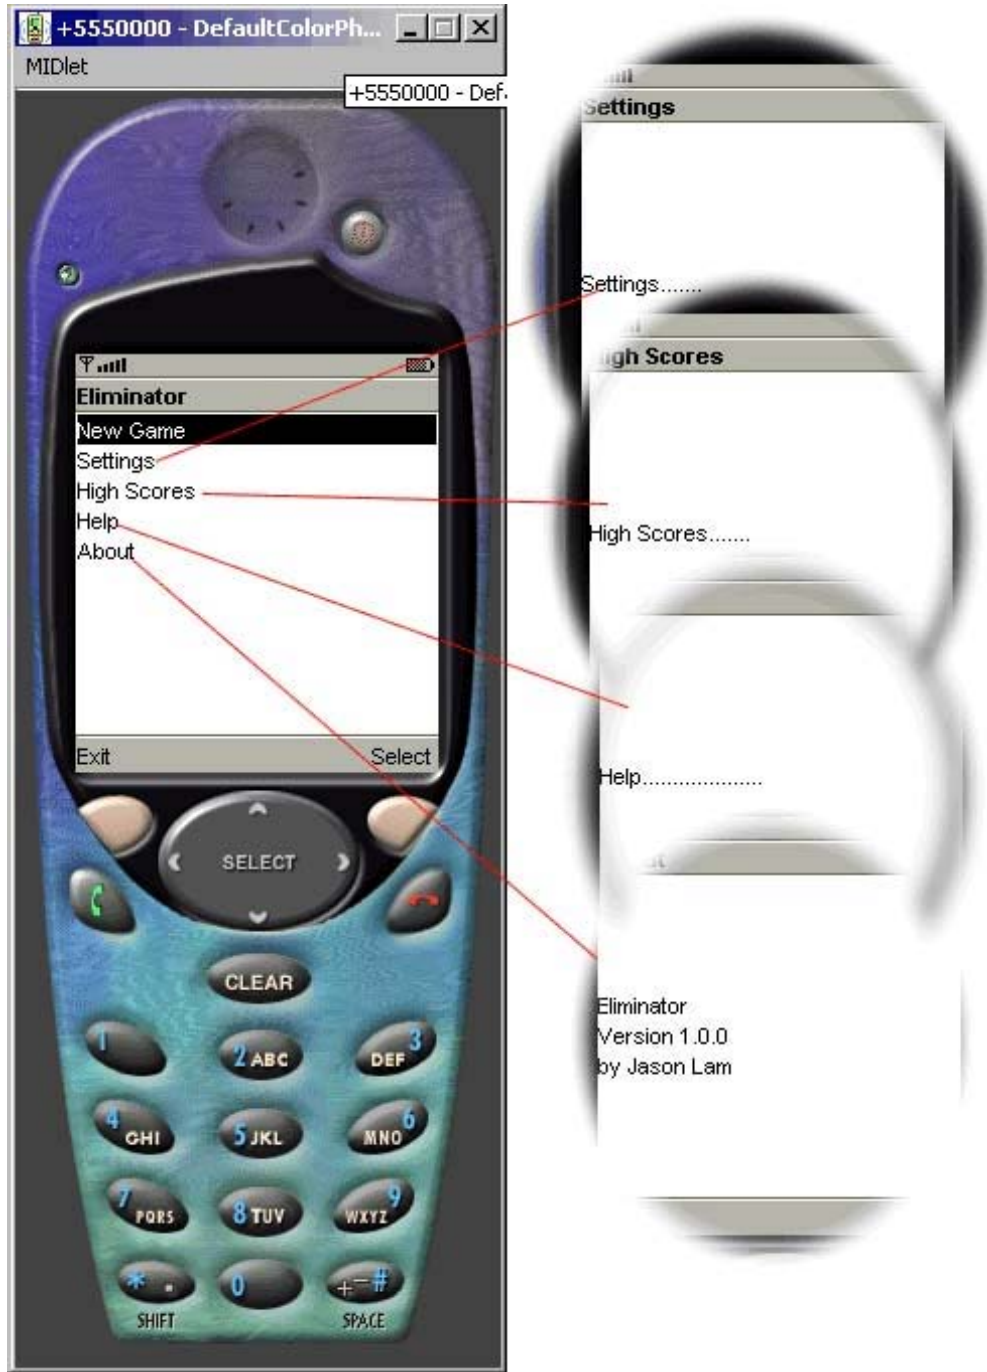 +5550000 - DefaultColorPh...
MIDlet
+5550000 - Def
Eliminator
New Game
Settings
High Scores
Help
About
Exit
Select
SELECT
CLEAR
1
2 ABC
DEF 3
4 GHI
5 JKL
MNO 6
7 PQRS
8 TUV
WXYZ 9
* .
0
+ - #
SHIFT
SPACE
Settings
Settings.......
High Scores
High Scores.......
Help....................
Eliminator
Version 1.0.0
by Jason Lam